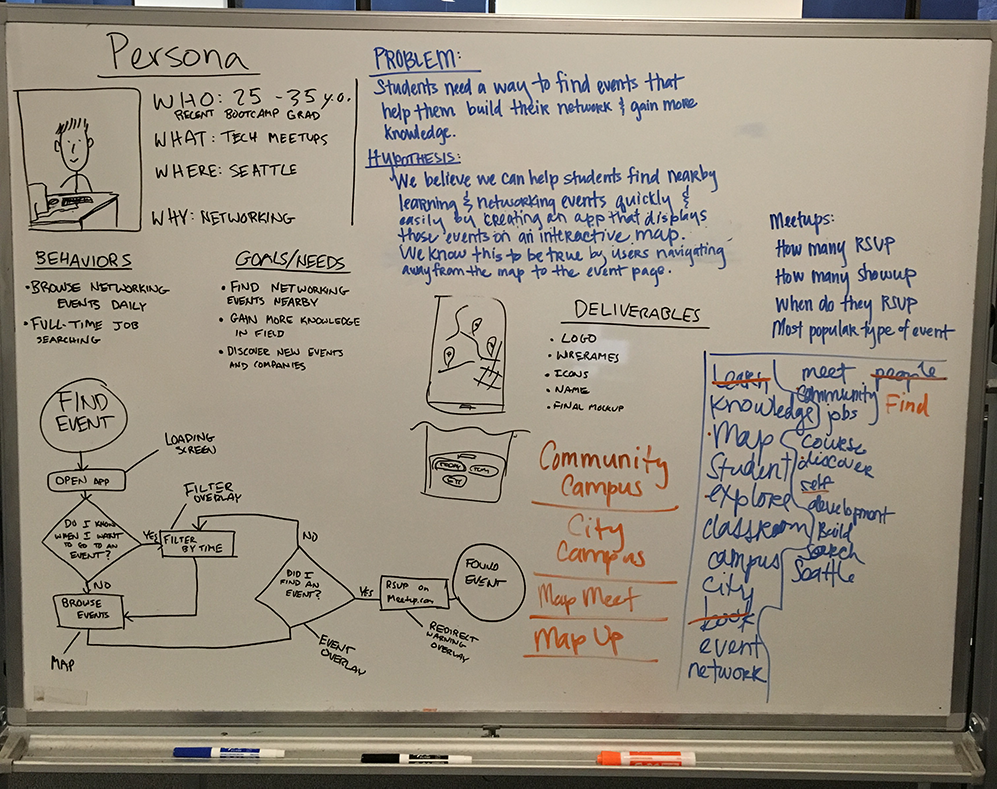 Persona
WHO: 25 - 35 y.o.
RECENT BOOTCAMP GRAD
WHAT: TECH MEETUPS
WHERE: SEATTLE
WHY: NETWORKING
BEHAVIORS
• BROWSE NETWORKING
EVENTS DAILY
• FULL-TIME JOB
SEARCHING
GOALS/NEEDS
• FIND NETWORKING
EVENTS NEARBY
• GAIN MORE KNOWLEDGE
IN FIELD
• DISCOVER NEW EVENTS
AND COMPANIES
PROBLEM:
Students need a way to find events that
help them build their network & gain more
knowledge.
HYPOTHESIS:
We believe we can help students find nearby
learning & networking events quickly &
easily by creating an app that displays
those events on an interactive map.
We know this to be true by users navigating
away from the map to the event page.
Meetups:
How many RSVP
How many showup
When do they RSVP
Most popular type of event
DELIVERABLES
• LOGO
• WIREFRAMES
• ICONS
• NAME
• FINAL MOCKUP
FIND
EVENT
LOADING
SCREEN
OPEN APP
FILTER
OVERLAY
DO I KNOW
WHEN I WANT
TO GO TO AN
EVENT?
YES
FILTER
BY TIME
NO
BROWSE
EVENTS
MAP
NO
DID I
FIND AN
EVENT?
EVENT
OVERLAY
YES
RSVP ON
Meetup.com
REDIRECT
WARNING
OVERLAY
FOUND
EVENT
TODAY
Community
Campus
City
Campus
Map Meet
Map Up
Learn
knowledge
• Map
Student
explore
classroom
campus
City
Look
event
network
meet people
community
jobs
Find
course
discover
self
development
Build
Search
Seattle